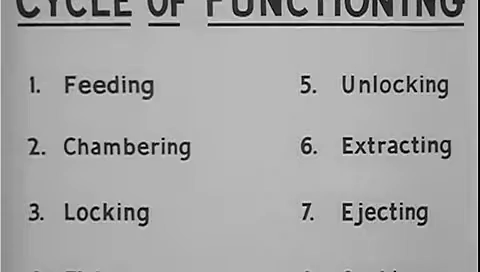 CYCLE OF FUNCTIONING
1. Feeding
2. Chambering
3. Locking
5. Unlocking
6. Extracting
7. Ejecting